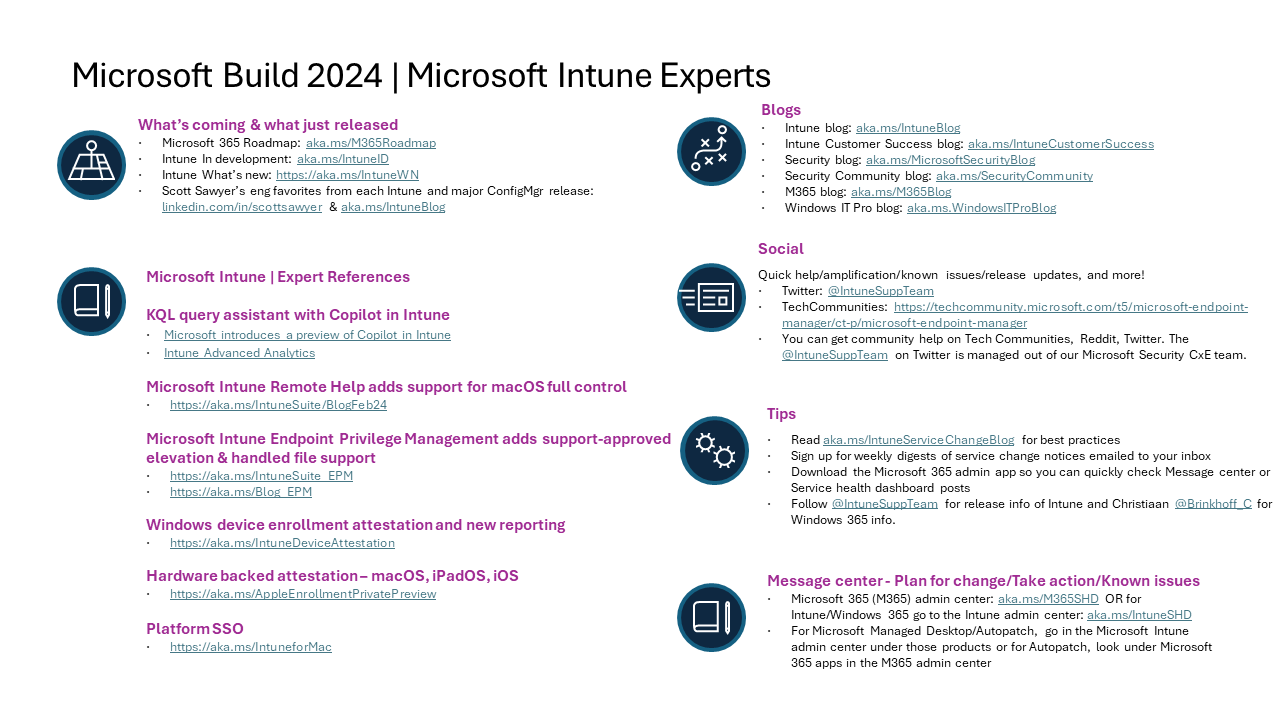 Microsoft Build 2024 | Microsoft Intune Experts
What's coming & what just released
• Microsoft 365 Roadmap: aka.ms/M365Roadmap
• Intune In development: aka.ms/IntuneID
• Intune What's new: https://aka.ms/IntuneWN
• Scott Sawyer's eng favorites from each Intune and major ConfigMgr release:
linkedin.com/in/scottsawyer & aka.ms/IntuneBlog
Microsoft Intune | Expert References
KQL query assistant with Copilot in Intune
• Microsoft introduces a preview of Copilot in Intune
• Intune Advanced Analytics
Microsoft Intune Remote Help adds support for macOS full control
• https://aka.ms/IntuneSuite/BlogFeb24
Microsoft Intune Endpoint Privilege Management adds support-approved
elevation & handled file support
• https://aka.ms/IntuneSuite_EPM
• https://aka.ms/Blog_EPM
Windows device enrollment attestation and new reporting
• https://aka.ms/IntuneDeviceAttestation
Hardware backed attestation – macOS, iPadOS, iOS
• https://aka.ms/AppleEnrollmentPrivatePreview
Platform SSO
• https://aka.ms/IntuneforMac
Blogs
• Intune blog: aka.ms/IntuneBlog
• Intune Customer Success blog: aka.ms/IntuneCustomerSuccess
• Security blog: aka.ms/MicrosoftSecurityBlog
• Security Community blog: aka.ms/SecurityCommunity
• M365 blog: aka.ms/M365Blog
• Windows IT Pro blog: aka.ms.WindowsITProBlog
Social
Quick help/amplification/known issues/release updates, and more!
• Twitter: @IntuneSuppTeam
• TechCommunities: https://techcommunity.microsoft.com/t5/microsoft-endpoint-
manager/ct-p/microsoft-endpoint-manager
• You can get community help on Tech Communities, Reddit, Twitter. The
@IntuneSuppTeam on Twitter is managed out of our Microsoft Security CxE team.
Tips
• Read aka.ms/IntuneServiceChangeBlog for best practices
• Sign up for weekly digests of service change notices emailed to your inbox
• Download the Microsoft 365 admin app so you can quickly check Message center or
Service health dashboard posts
• Follow @IntuneSuppTeam for release info of Intune and Christiaan @Brinkhoff_C for
Windows 365 info.
Message center - Plan for change/Take action/Known issues
• Microsoft 365 (M365) admin center: aka.ms/M365SHD OR for
Intune/Windows 365 go to the Intune admin center: aka.ms/IntuneSHD
• For Microsoft Managed Desktop/Autopatch, go in the Microsoft Intune
admin center under those products or for Autopatch, look under Microsoft
365 apps in the M365 admin center